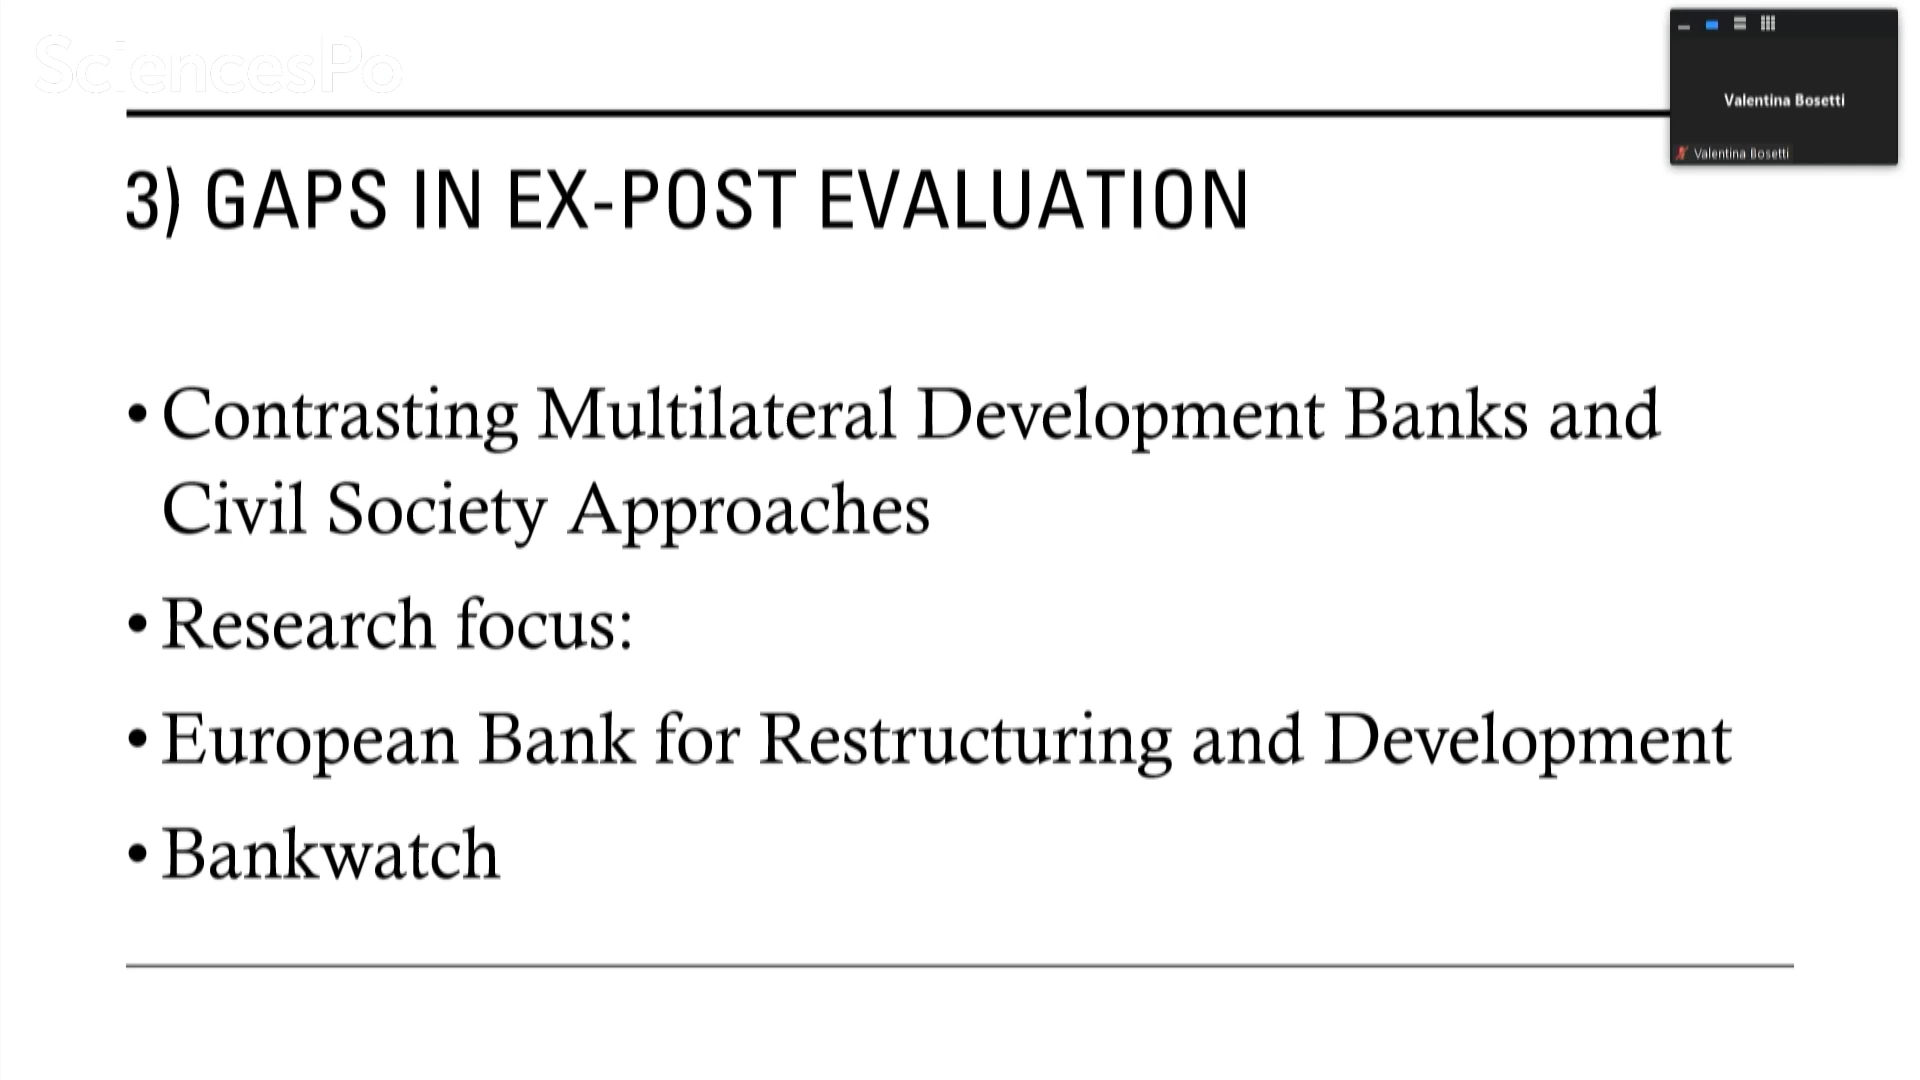 SciencesPo
Valentina Bosetti
Valentina Bosetti
3) GAPS IN EX-POST EVALUATION
• Contrasting Multilateral Development Banks and
Civil Society Approaches
• Research focus:
• European Bank for Restructuring and Development
• Bankwatch